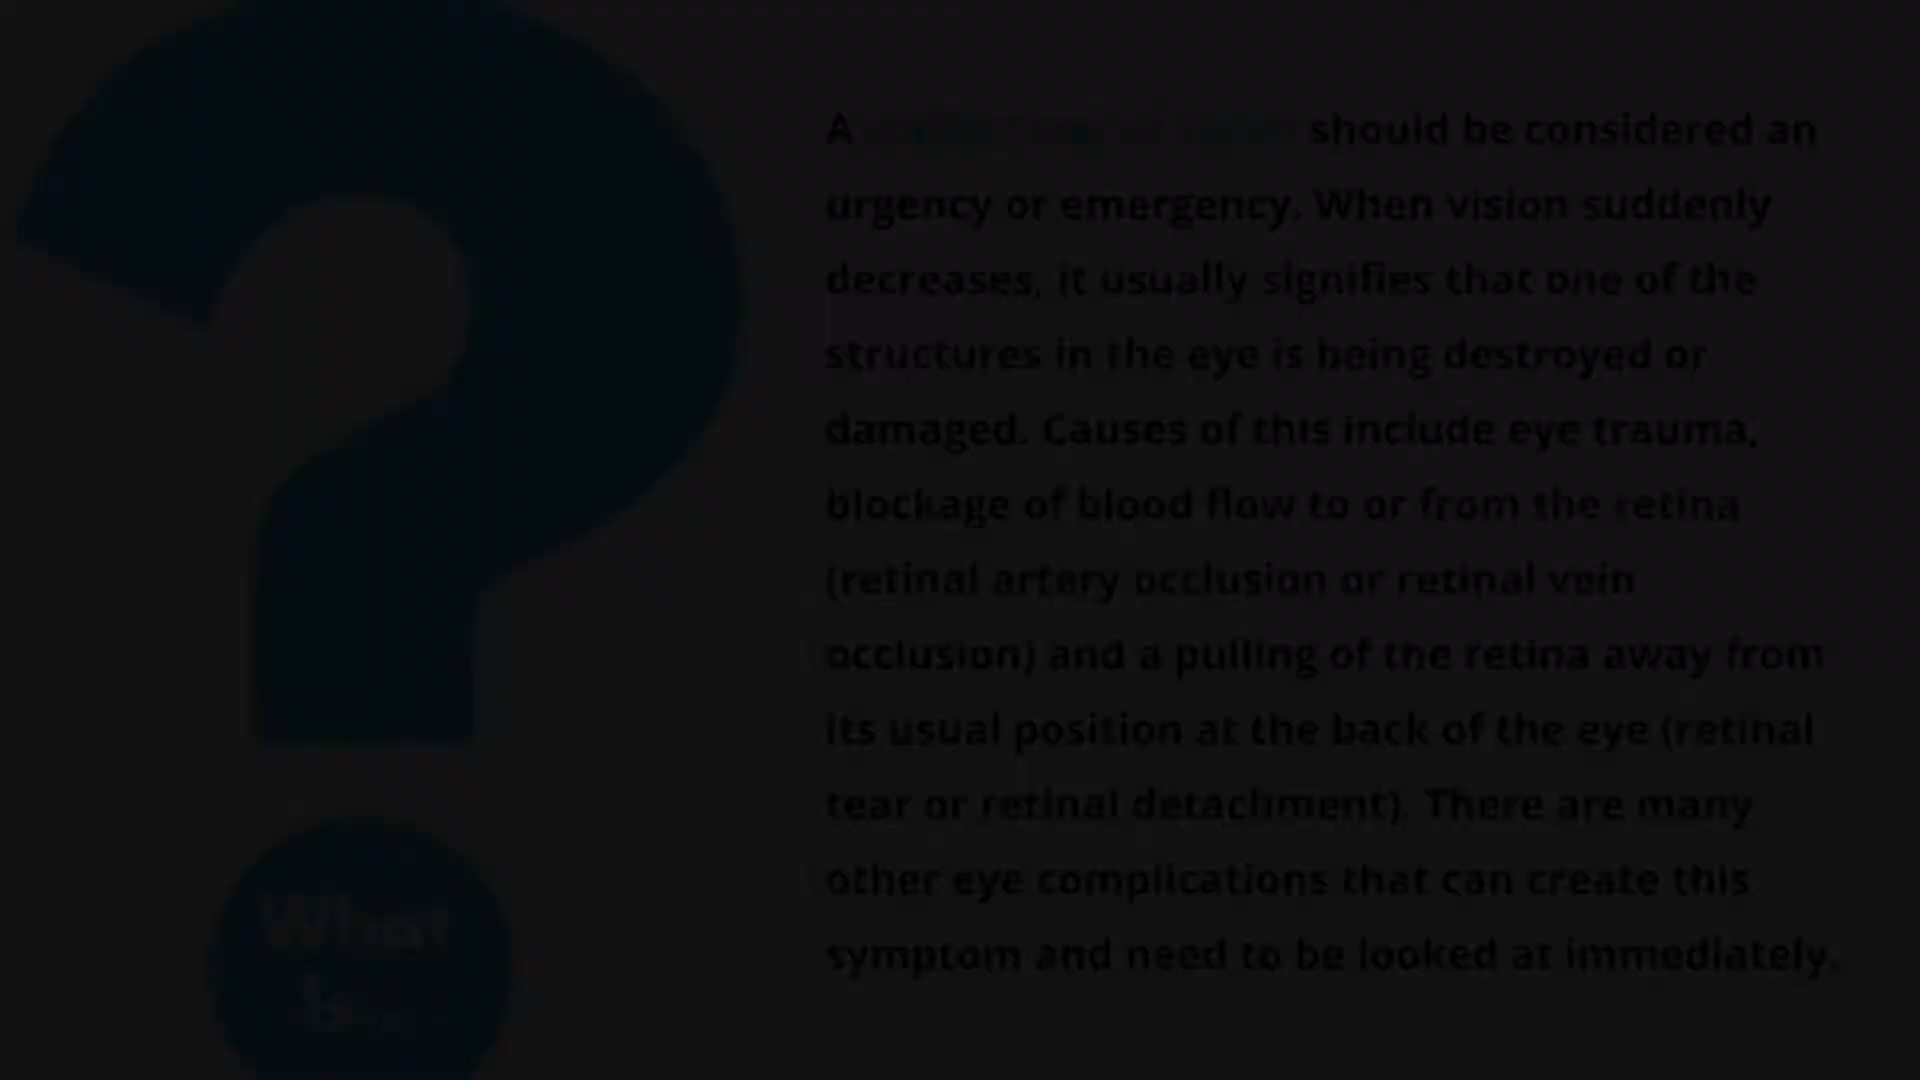 A sudden loss of vision should be considered an
urgency or emergency. When vision suddenly
decreases, it usually signifies that one of the
structures in the eye is being destroyed or
damaged. Causes of this include eye trauma,
blockage of blood flow to or from the retina
(retinal artery occlusion or retinal vein
occlusion) and a pulling of the retina away from
its usual position at the back of the eye (retinal
tear or retinal detachment). There are many
other eye complications that can create this
symptom and need to be looked at immediately.
What
Is...